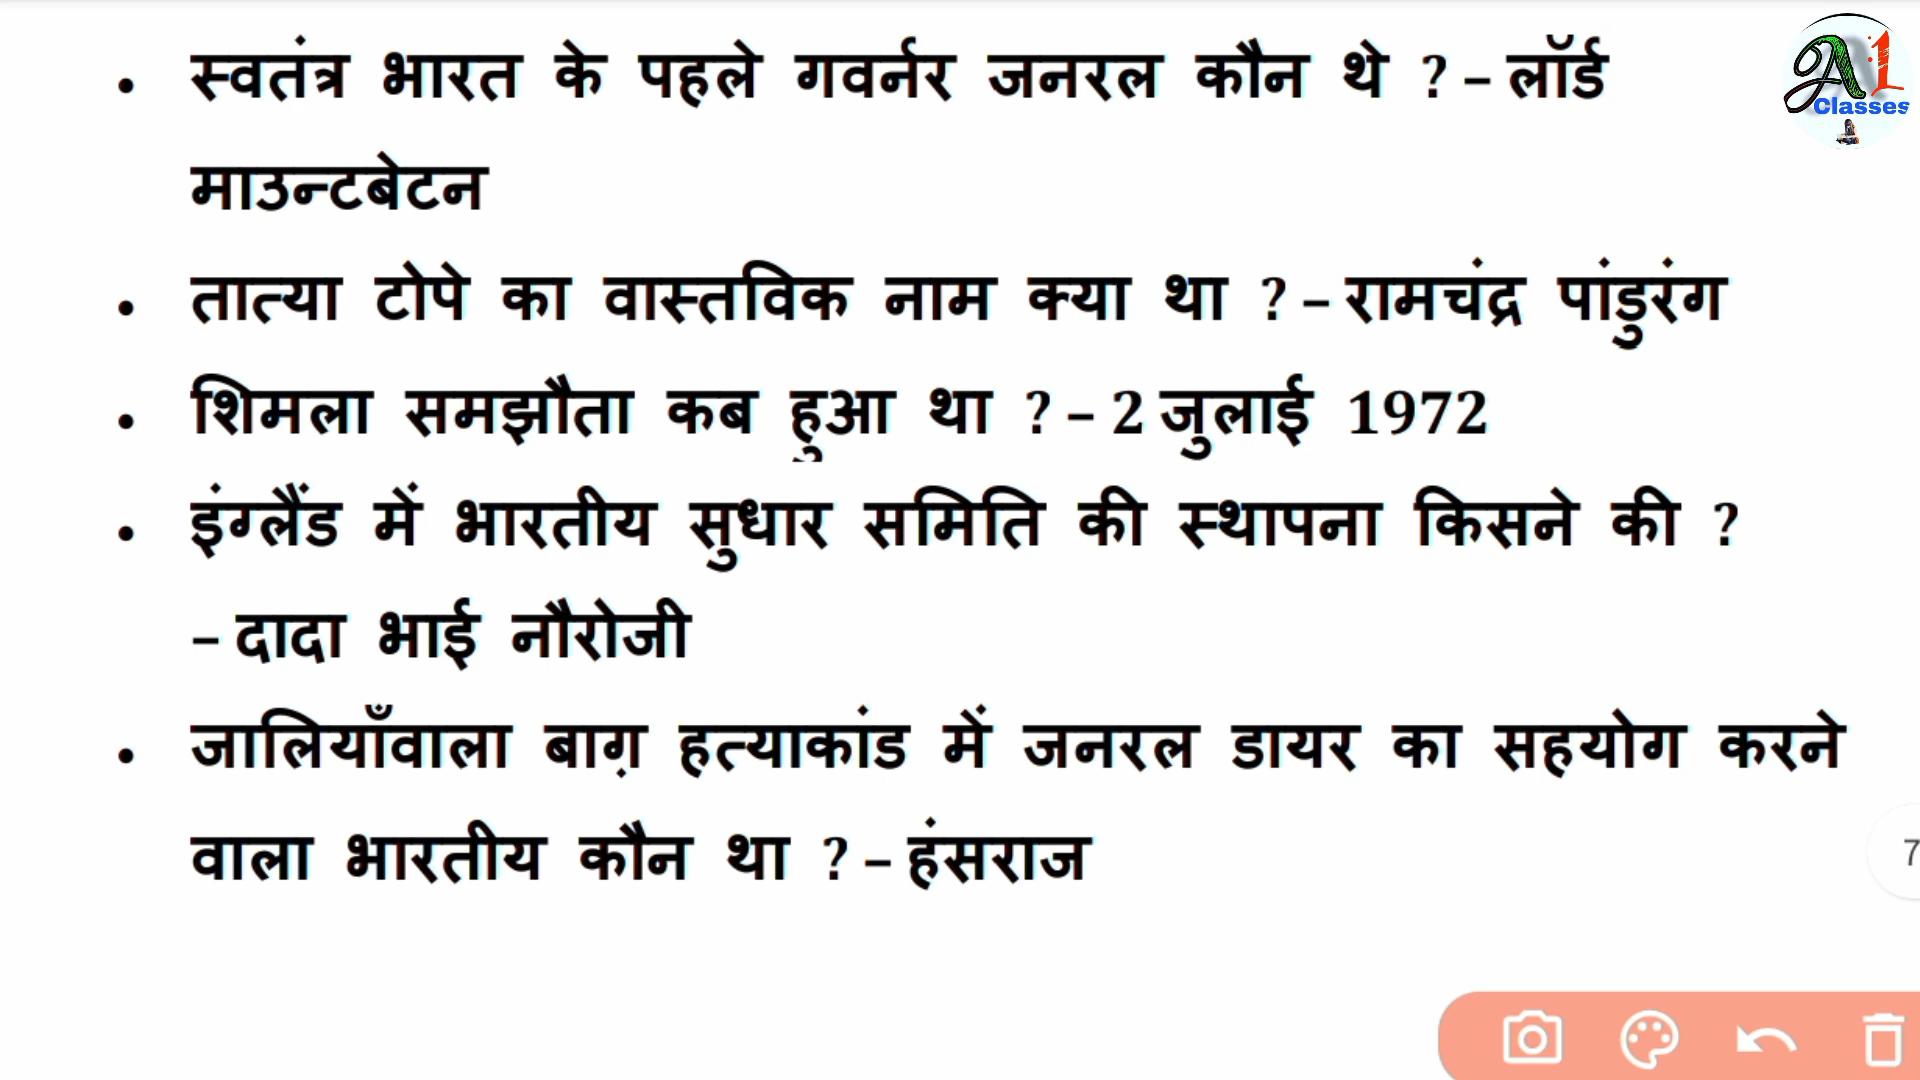 A1
Classes
• स्वतंत्र भारत के पहले गवर्नर जनरल कौन थे ? – लॉर्ड
माउन्टबेटन
• तात्या टोपे का वास्तविक नाम क्या था ? – रामचंद्र पांडुरंग
• शिमला समझौता कब हुआ था ? – 2 जुलाई 1972
• इंग्लैंड में भारतीय सुधार समिति की स्थापना किसने की ?
– दादा भाई नौरोजी
• जालियाँवाला बाग़ हत्याकांड में जनरल डायर का सहयोग करने
वाला भारतीय कौन था ? – हंसराज
7